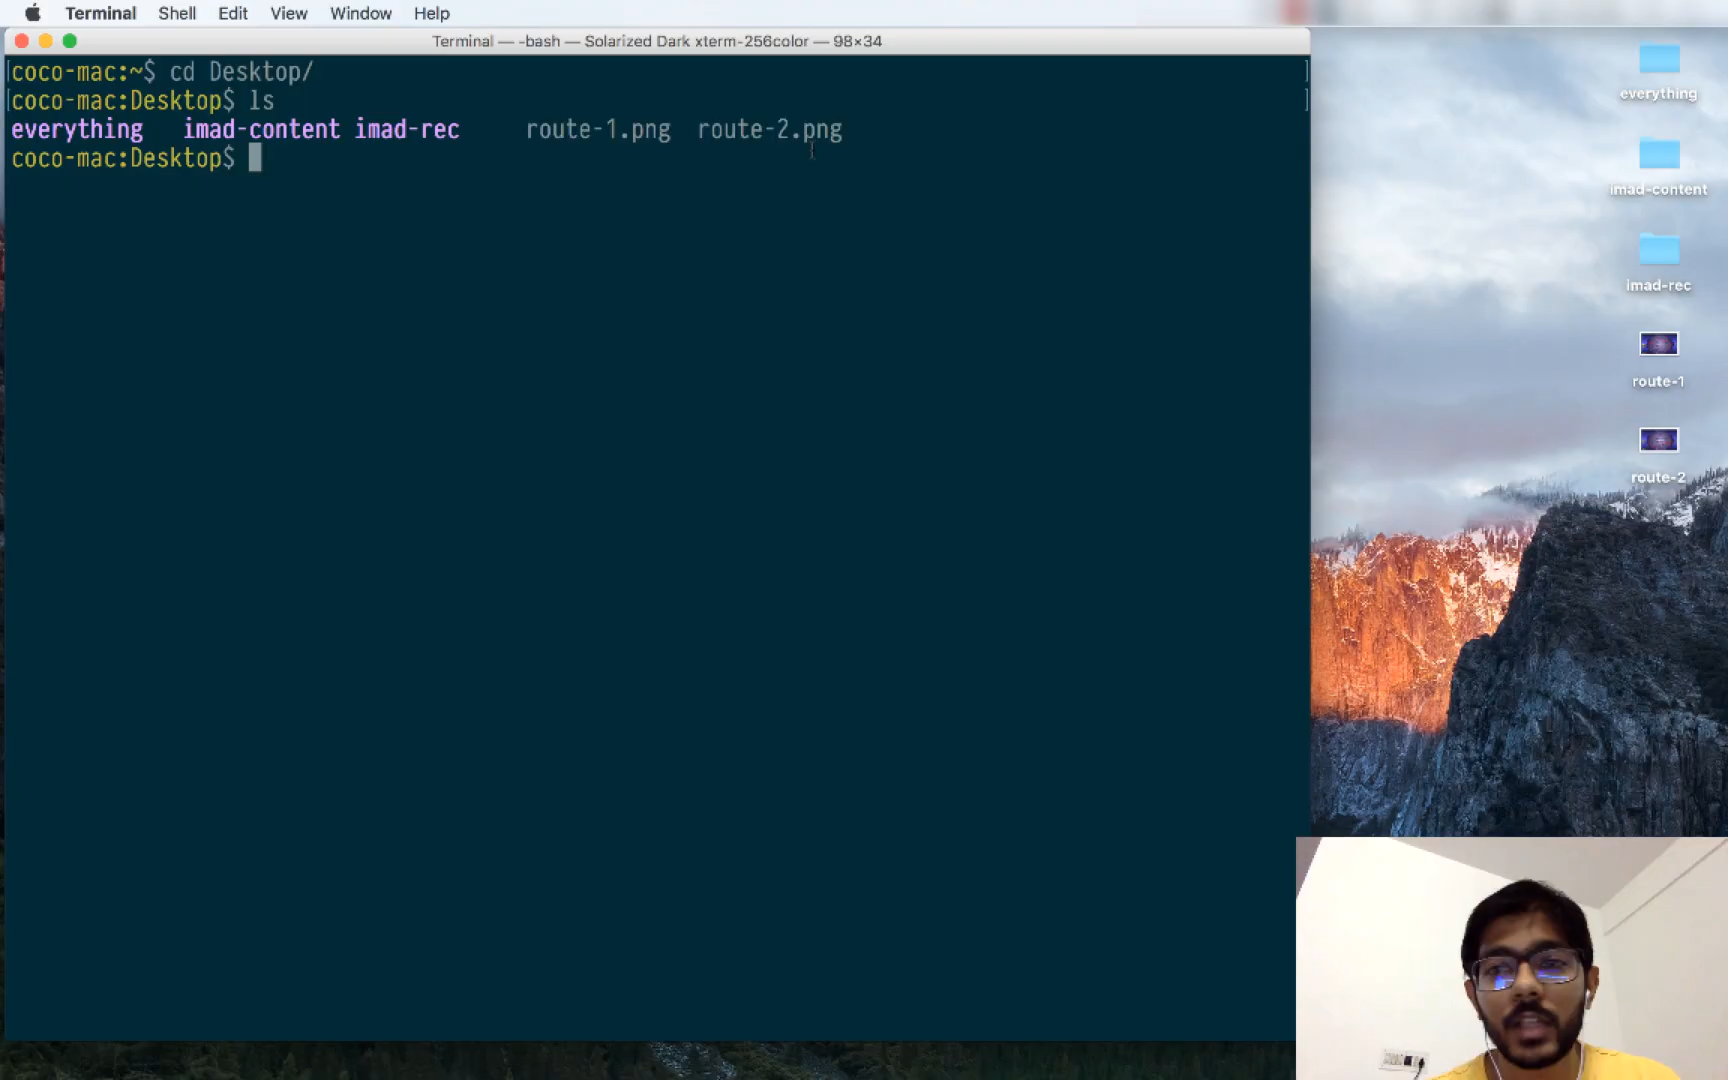 Terminal Shell Edit View Window Help
Terminal — -bash — Solarized Dark xterm-256color — 98×34
coco-mac:~$ cd Desktop/
coco-mac:Desktop$ ls
everything imad-content imad-rec route-1.png route-2.png
coco-mac:Desktop$
everything
imad-content
imad-rec
route-1
route-2